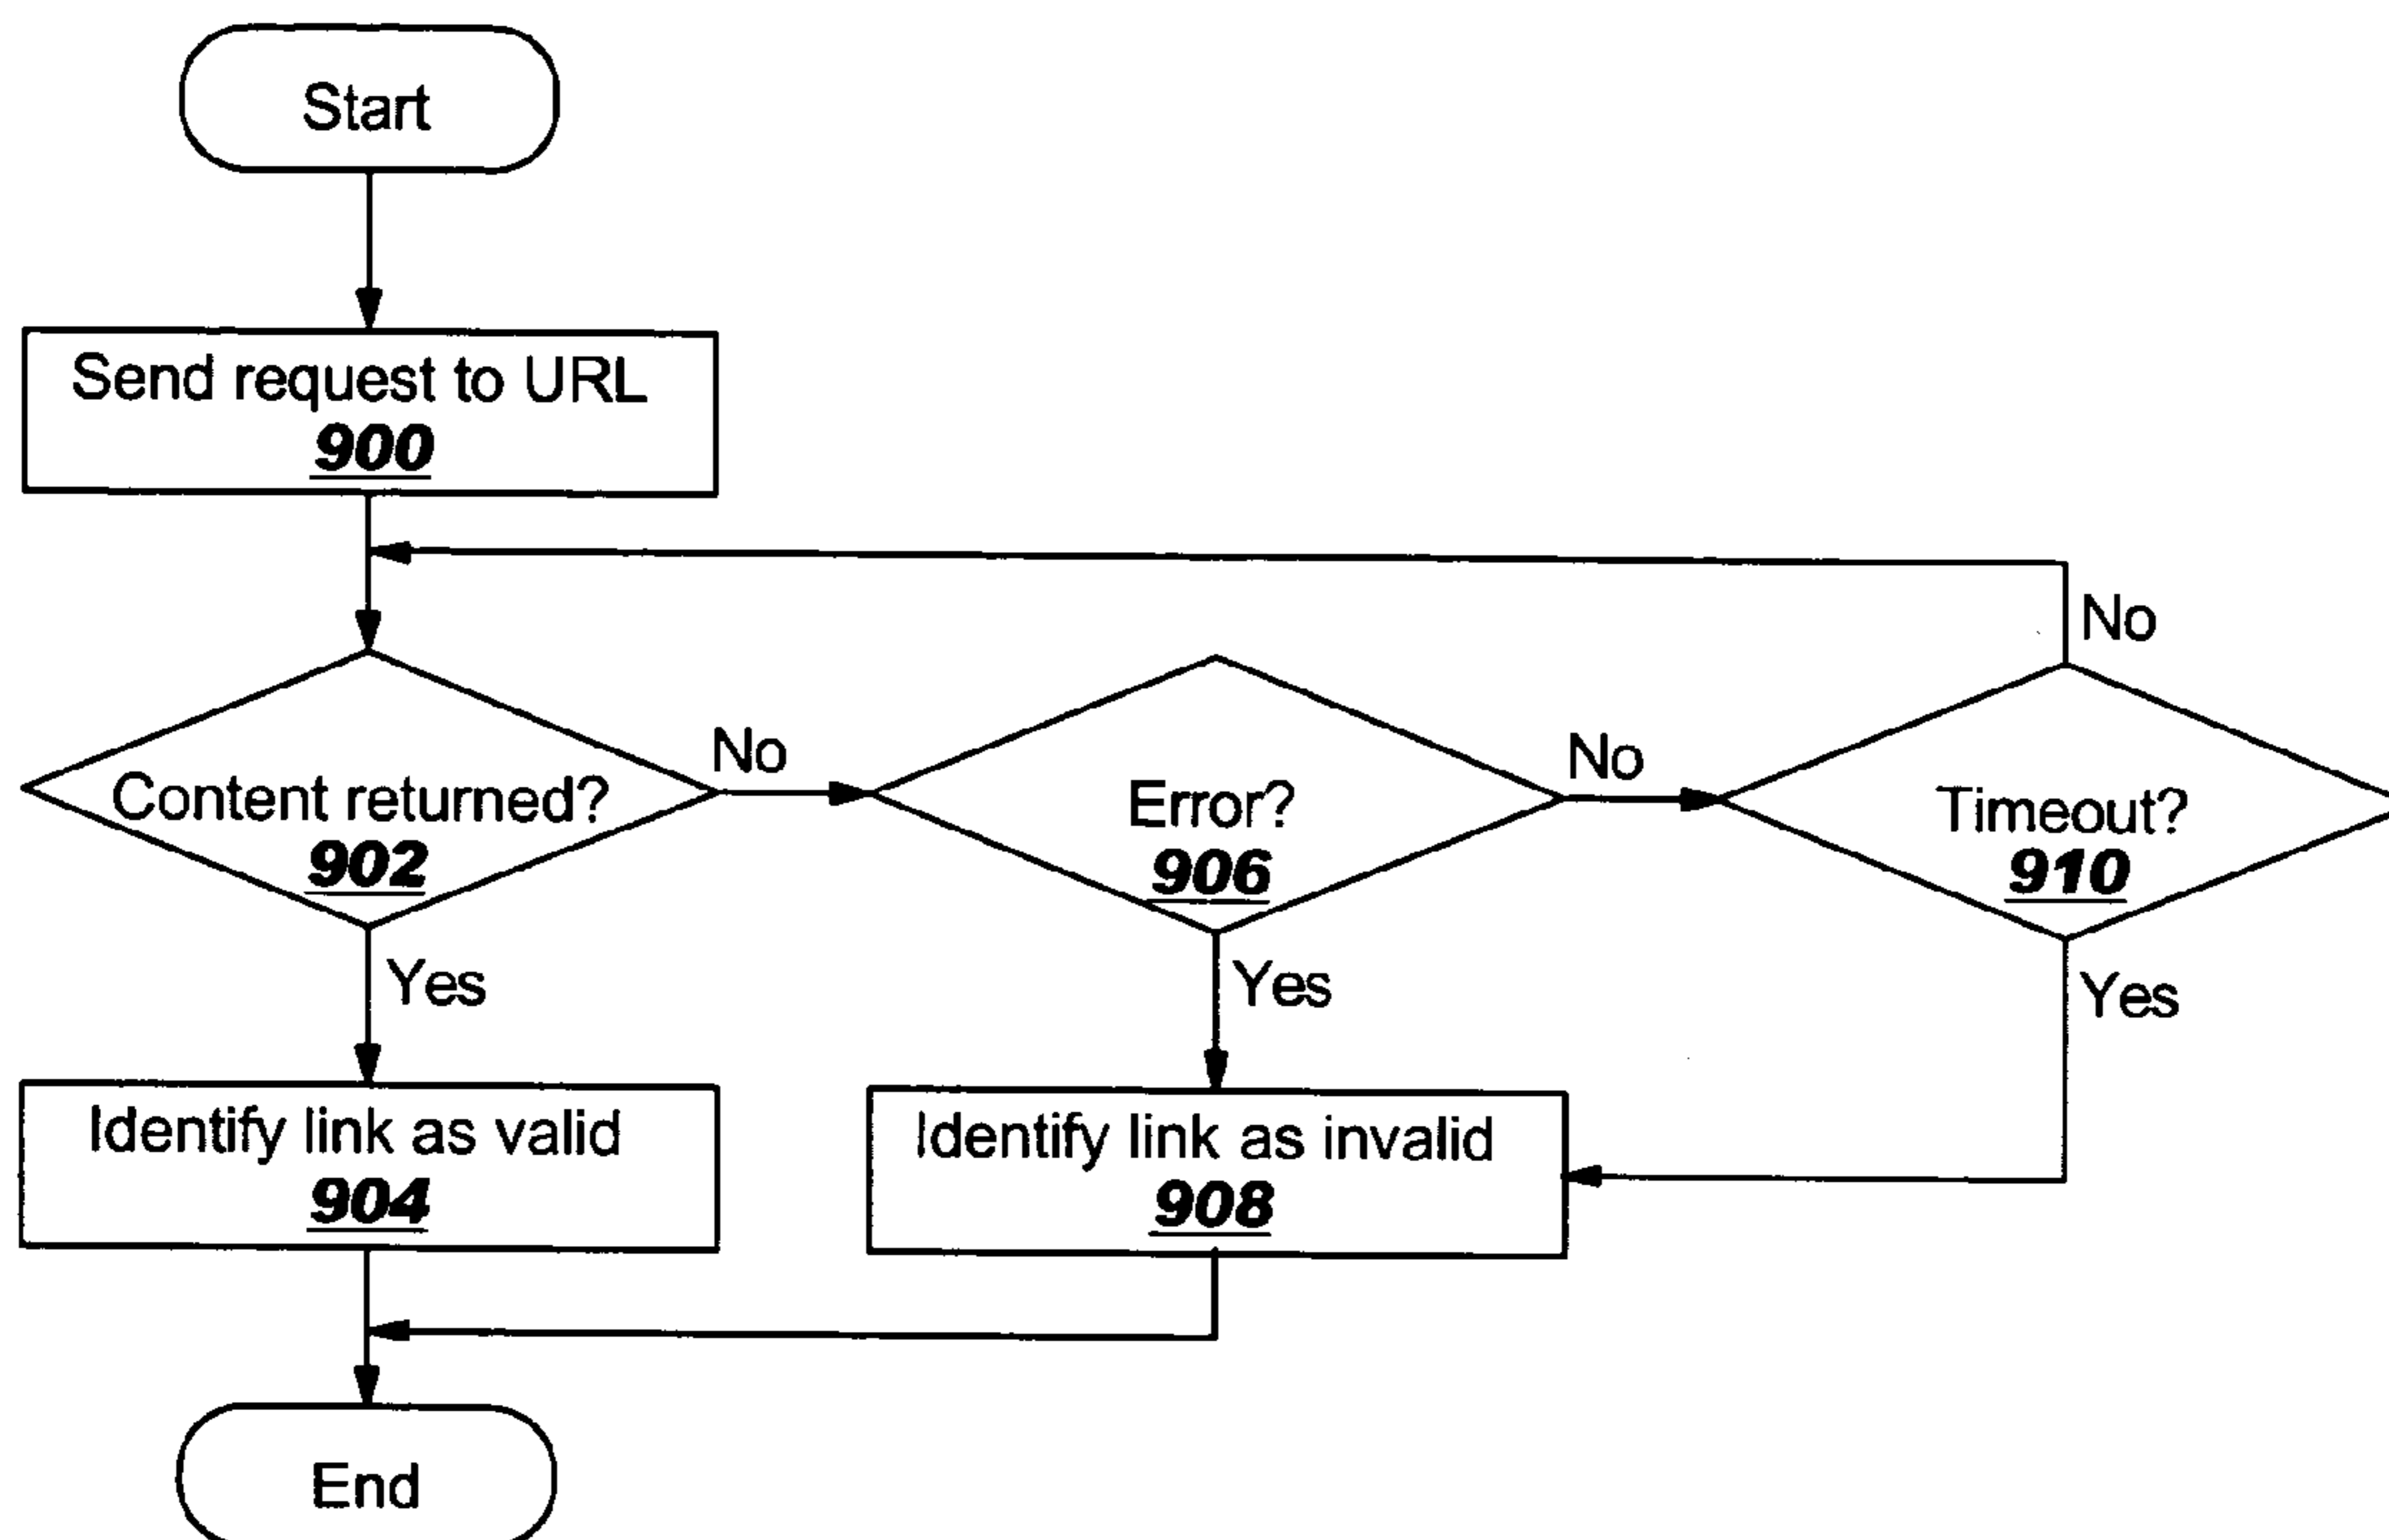 Start
Send request to URL
900
No
Content returned?
902
No
Error?
906
No
Timeout?
910
Yes
Yes
Yes
Identify link as valid
904
Identify link as invalid
908
End